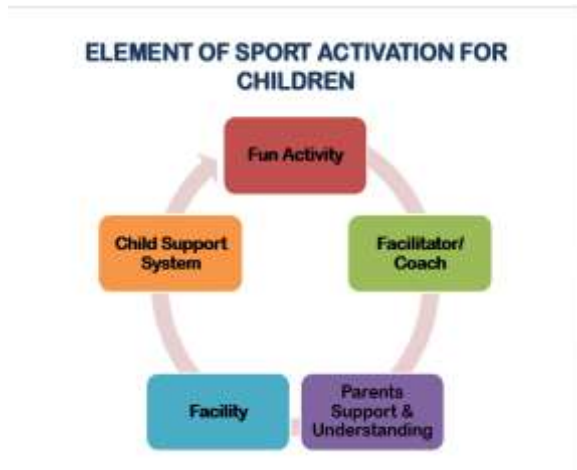 ELEMENT OF SPORT ACTIVATION FOR
CHILDREN
Fun Activity
Facilitator/
Coach
Parents
Support &
Understanding
Facility
Child Support
System